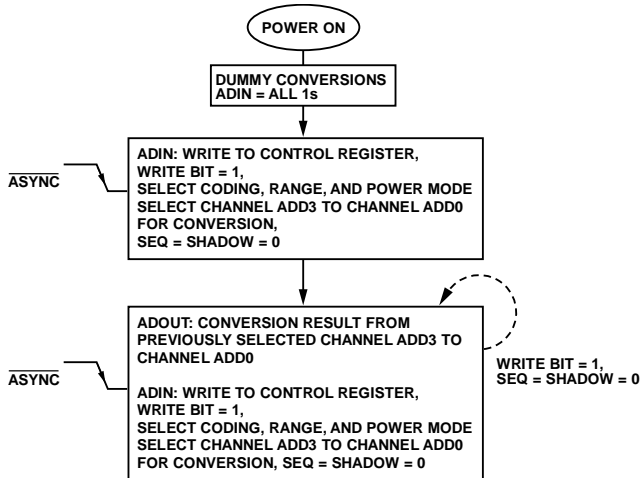 POWER ON
DUMMY CONVERSIONS
ADIN = ALL 1s
ASYNC
ADIN: WRITE TO CONTROL REGISTER,
WRITE BIT = 1,
SELECT CODING, RANGE, AND POWER MODE
SELECT CHANNEL ADD3 TO CHANNEL ADD0
FOR CONVERSION,
SEQ = SHADOW = 0
ASYNC
ADOUT: CONVERSION RESULT FROM
PREVIOUSLY SELECTED CHANNEL ADD3 TO
CHANNEL ADD0
ADIN: WRITE TO CONTROL REGISTER,
WRITE BIT = 1,
SELECT CODING, RANGE, AND POWER MODE
SELECT CHANNEL ADD3 TO CHANNEL ADD0
FOR CONVERSION, SEQ = SHADOW = 0
WRITE BIT = 1,
SEQ = SHADOW = 0